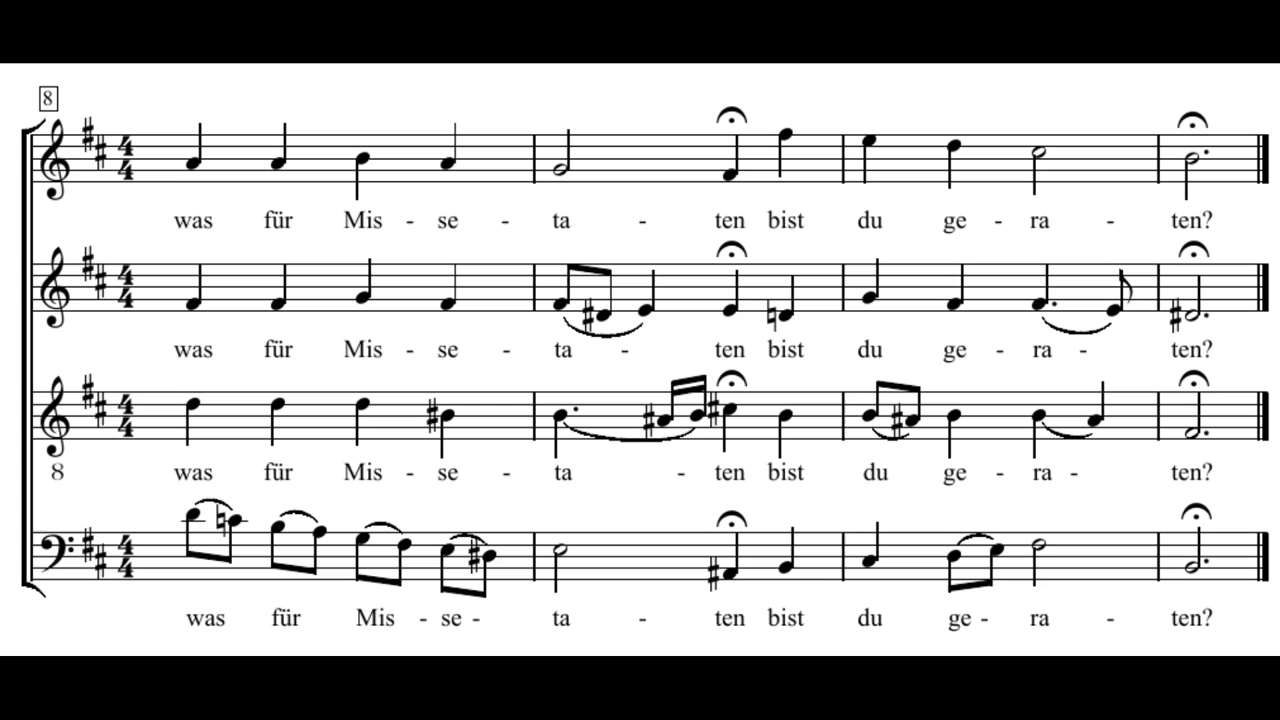 8
was für Mis - se - ta - ten bist du ge - ra - ten?
was für Mis - se - ta - ten bist du ge - ra - ten?
8 was für Mis - se - ta - ten bist du ge - ra - ten?
was für Mis - se - ta - ten bist du ge - ra - ten?